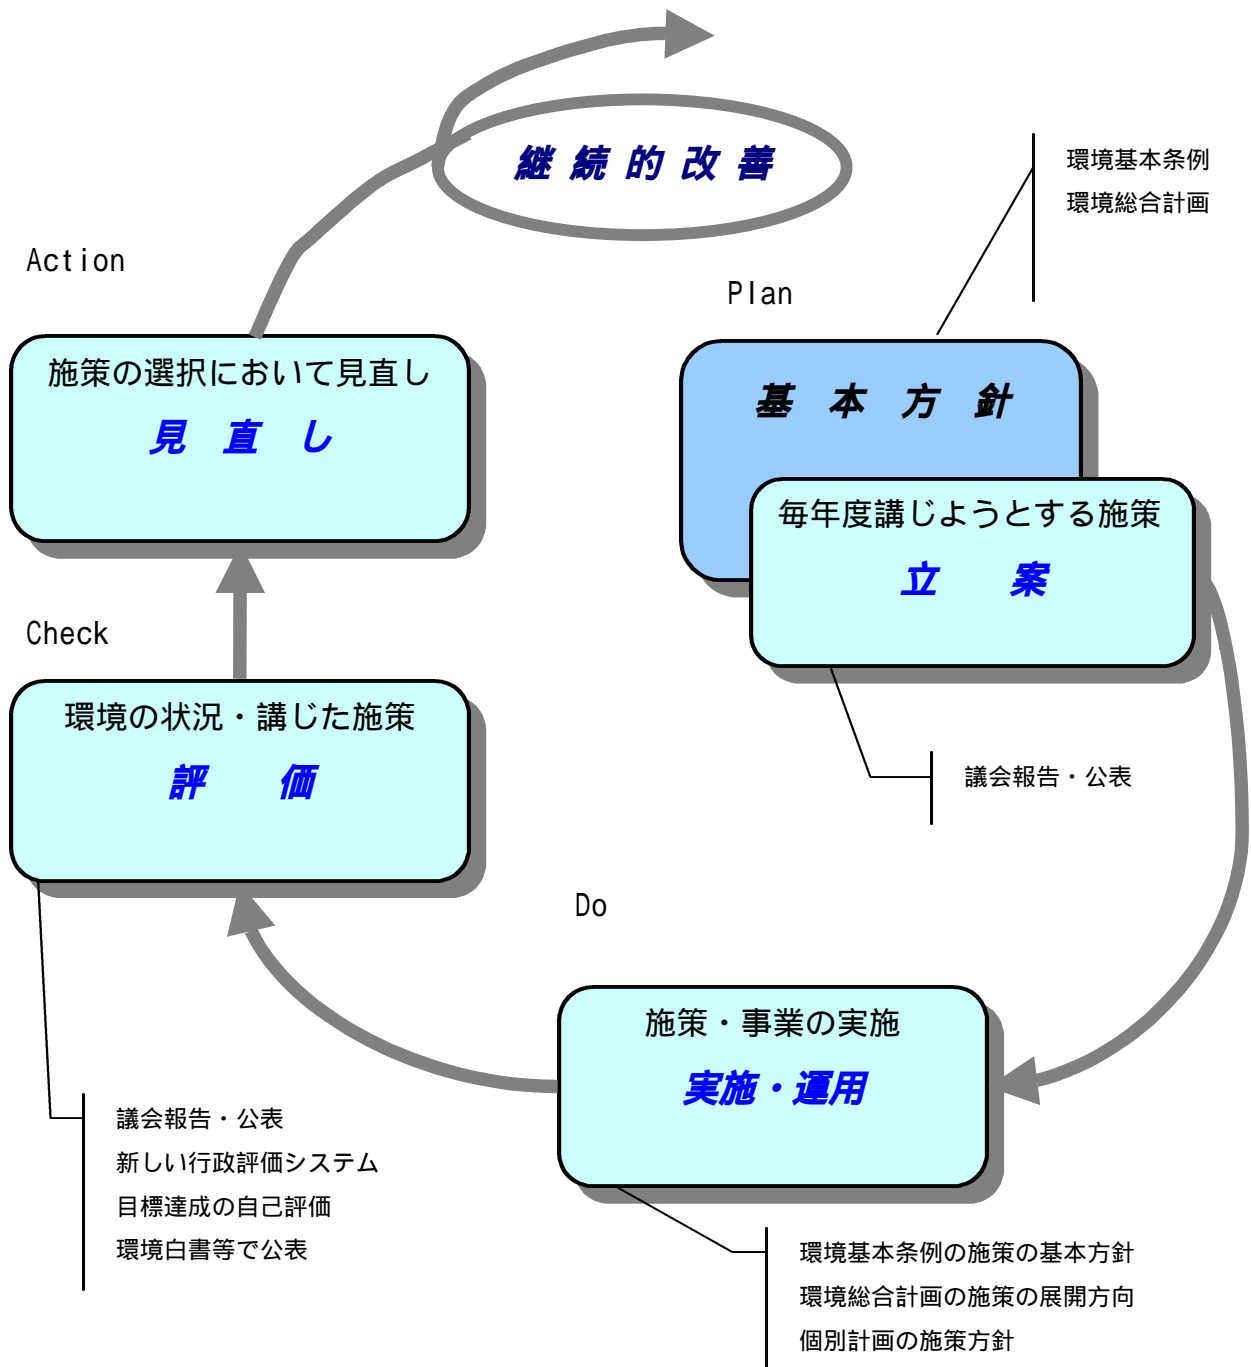 継続的改善
環境基本条例
環境総合計画
Action
Plan
施策の選択において見直し
見直し
基本方針
毎年度講じようとする施策
立案
Check
環境の状況・講じた施策
評価
議会報告・公表
Do
施策・事業の実施
実施・運用
議会報告・公表
新しい行政評価システム
目標達成の自己評価
環境白書等で公表
環境基本条例の施策の基本方針
環境総合計画の施策の展開方向
個別計画の施策方針